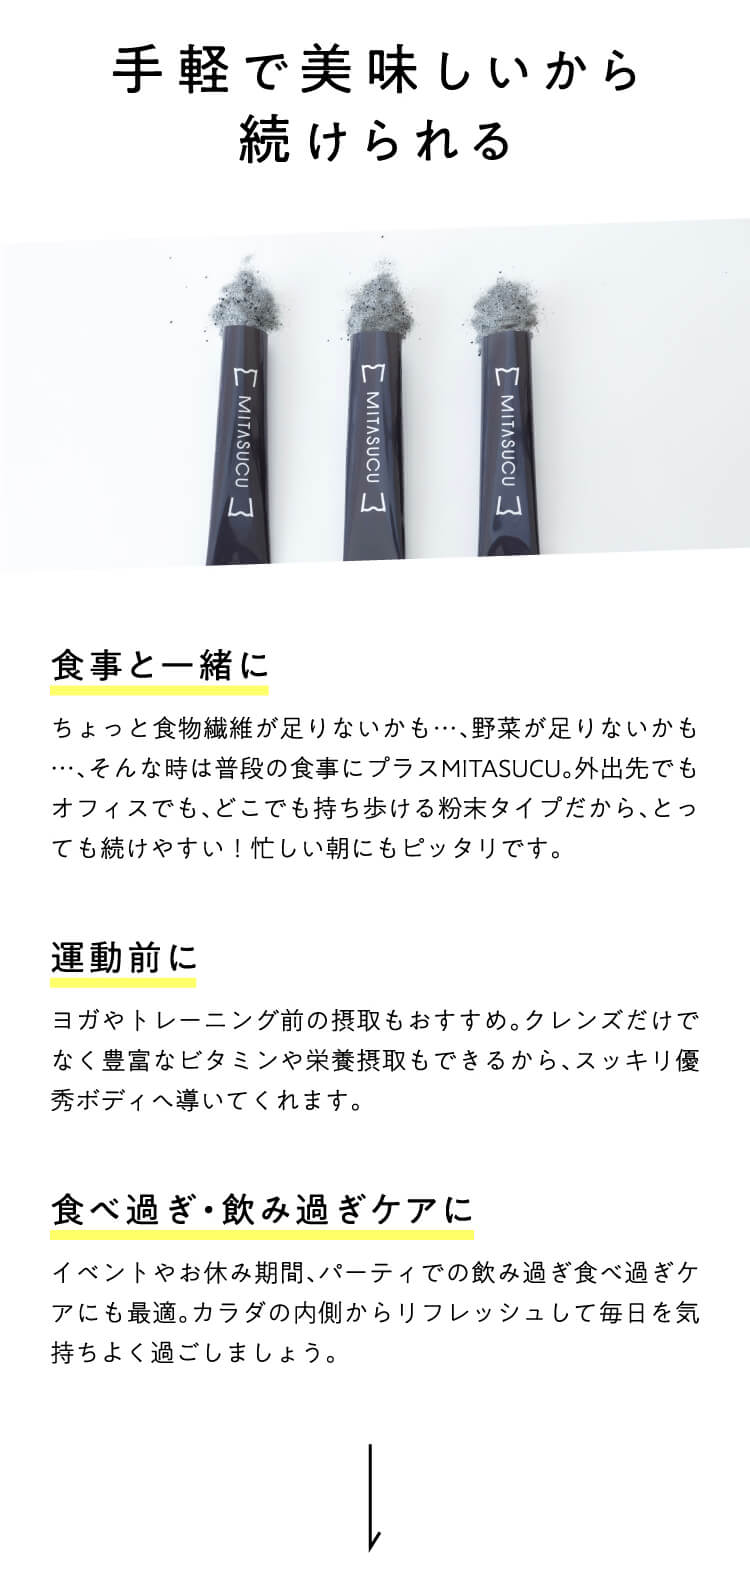 手軽で美味しいから
続けられる
MITASUCU
MITASUCU
MITASUCU
食事と一緒に
ちょっと食物繊維が足りないかも…、野菜が足りないかも
…、そんな時は普段の食事にプラスMITASUCU。外出先でも
オフィスでも、どこでも持ち歩ける粉末タイプだから、とっ
ても続けやすい！忙しい朝にもピッタリです。
運動前に
ヨガやトレーニング前の摂取もおすすめ。クレンズだけで
なく豊富なビタミンや栄養摂取もできるから、スッキリ優
秀ボディへ導いてくれます。
食べ過ぎ・飲み過ぎケアに
イベントやお休み期間、パーティでの飲み過ぎ食べ過ぎケ
アにも最適。カラダの内側からリフレッシュして毎日を気
持ちよく過ごしましょう。